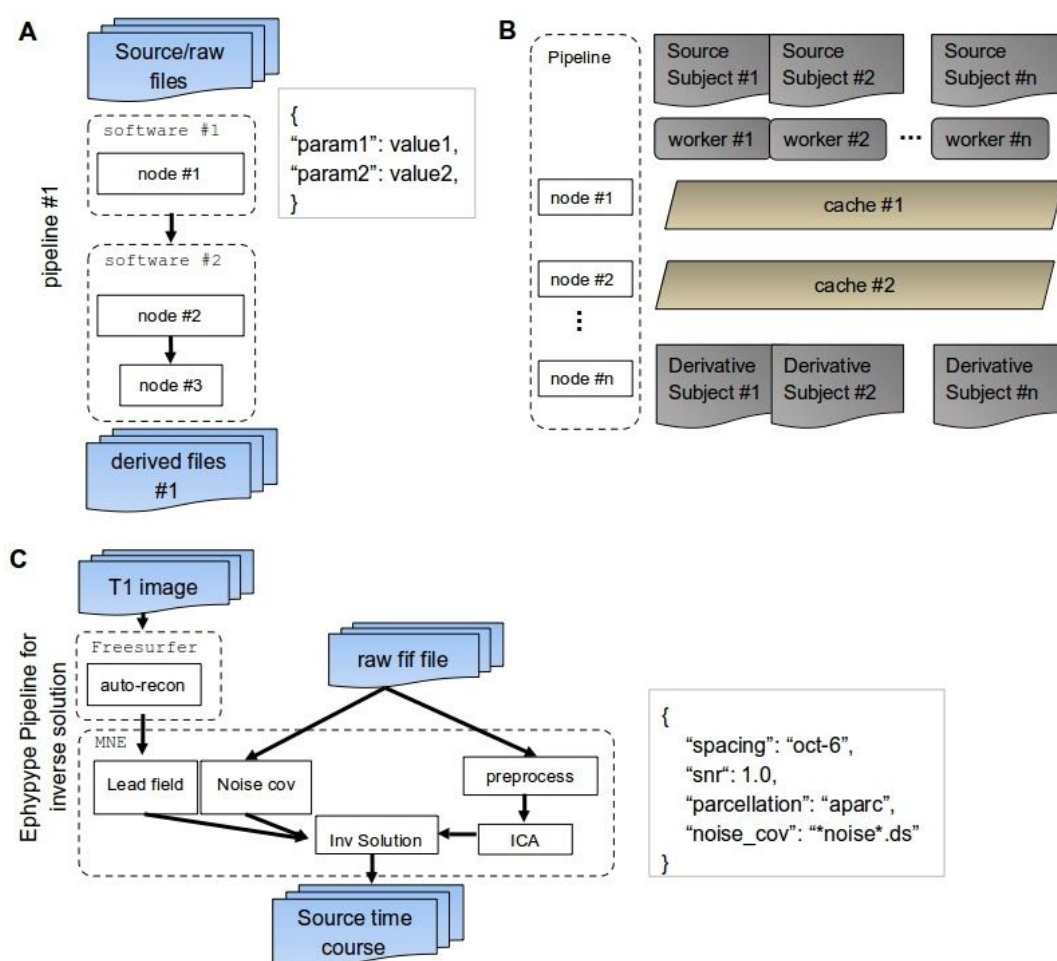 A
Source/raw
files
software #1
node #1
{
“param1”: value1,
“param2”: value2,
}
pipeline #1
software #2
node #2
node #3
derived files
#1
B
Pipeline
Source
Subject #1
Source
Subject #2
Source
Subject #n
worker #1
worker #2
...
worker #n
node #1
cache #1
node #2
cache #2
⋮
node #n
Derivative
Subject #1
Derivative
Subject #2
Derivative
Subject #n
C
T1 image
Ephypype Pipeline for
inverse solution
Freesurfer
auto-recon
raw fif file
MNE
Lead field
Noise cov
preprocess
Inv Solution
ICA
Source time
course
{
“spacing”: “oct-6”,
“snr“: 1.0,
“parcellation”: “aparc”,
“noise_cov”: “*noise*.ds”
}